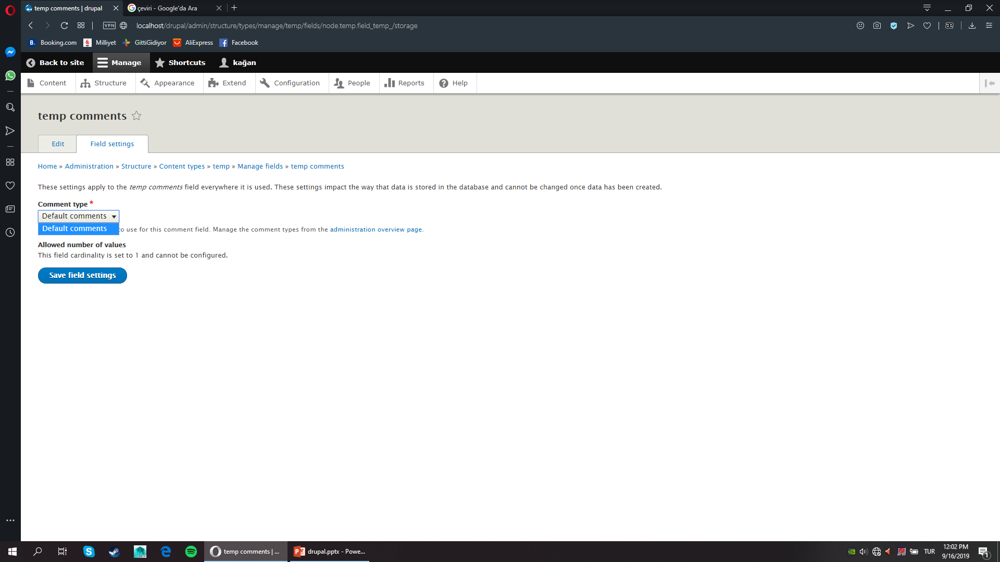 temp comments | drupal
çeviri - Google'da Ara
VPN
localhost/drupal/admin/structure/types/manage/temp/fields/node.temp.field_temp_/storage
B. Booking.com
Milliyet
GittiGidiyor
AliExpress
Facebook
Back to site
Manage
Shortcuts
kağan
Content
Structure
Appearance
Extend
Configuration
People
Reports
Help
temp comments
Edit
Field settings
Home » Administration » Structure » Content types » temp » Manage fields » temp comments
These settings apply to the temp comments field everywhere it is used. These settings impact the way that data is stored in the database and cannot be changed once data has been created.
Comment type *
Default comments
Default comments
to use for this comment field. Manage the comment types from the administration overview page.
Allowed number of values
This field cardinality is set to 1 and cannot be configured.
Save field settings
temp comments | ...
drupal.pptx - Powe...
TUR
12:02 PM
9/16/2019
1